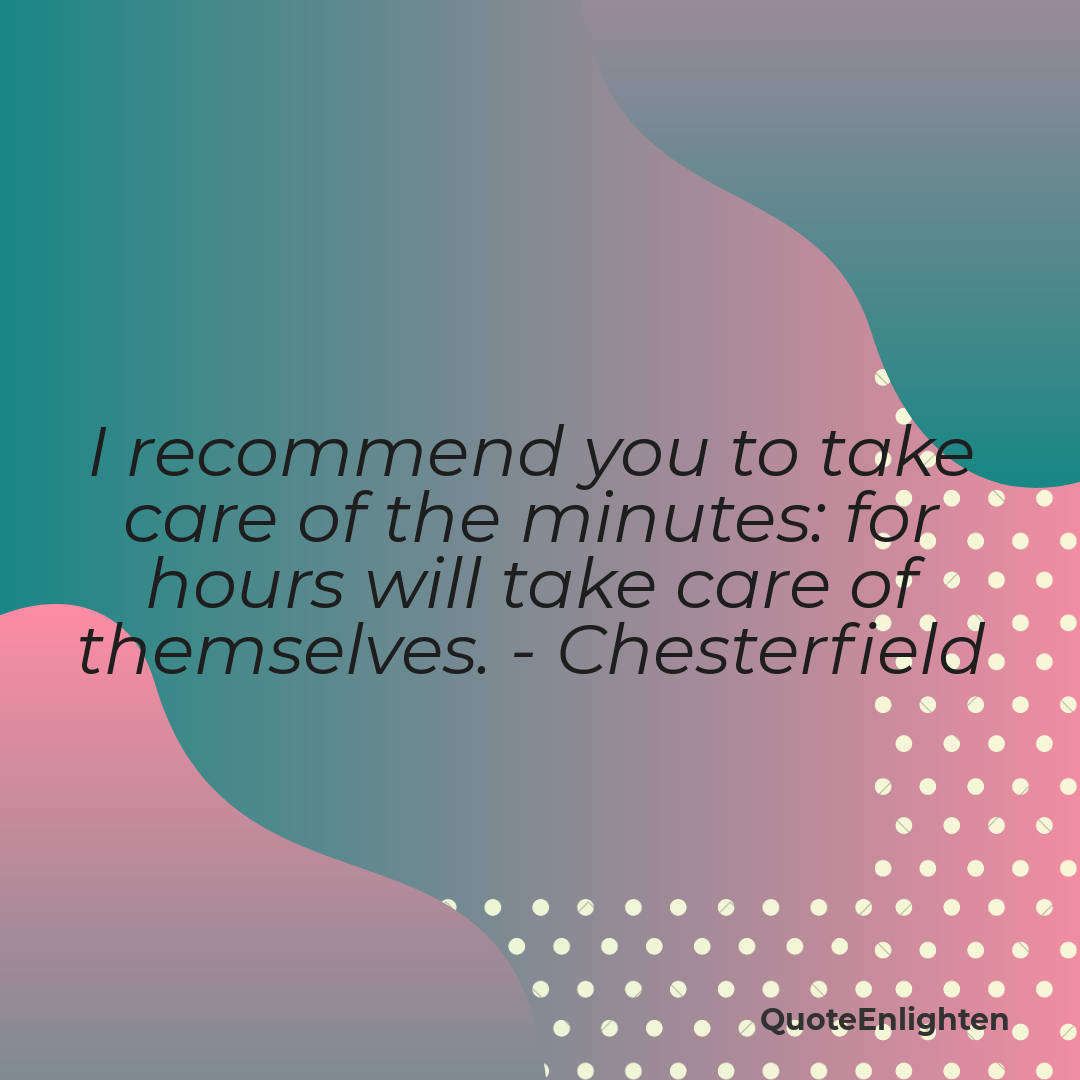 I recommend you to take
care of the minutes: for
hours will take care of
themselves. - Chesterfield
QuoteEnlighten